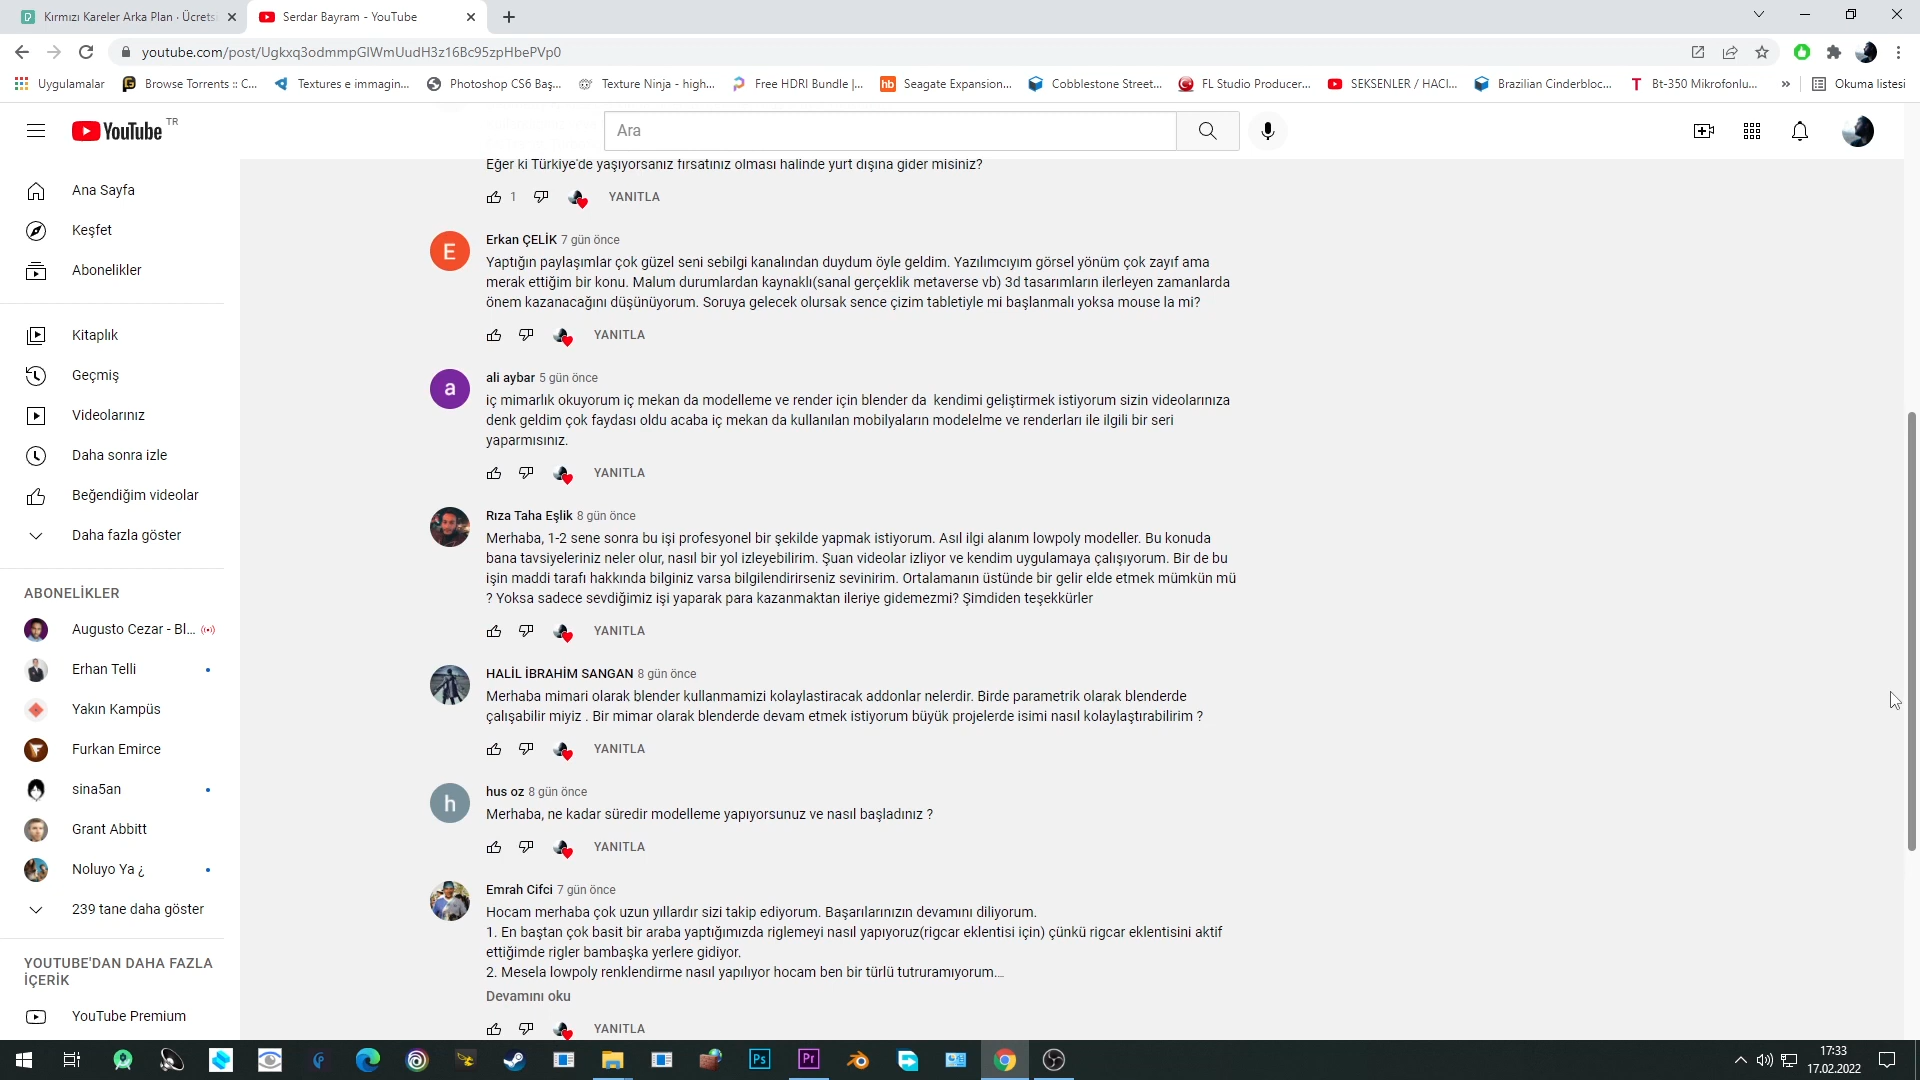 Kırmızı Kareler Arka Plan · Ücretsi
Serdar Bayram - YouTube
youtube.com/post/Ugkxq3odmmpGlWmUudH3z16Bc95zpHbePVp0
Uygulamalar
Browse Torrents :: C...
Textures e immagin...
Photoshop CS6 Baş...
Texture Ninja - high...
Free HDRI Bundle |...
hb
Seagate Expansion...
Cobblestone Street...
FL Studio Producer...
SEKSENLER / HACI...
Brazilian Cinderbloc...
T
Bt-350 Mikrofonlu...
»
Okuma listesi
YouTube TR
Ara
Ana Sayfa
Keşfet
Abonelikler
Kitaplık
Geçmiş
Videolarınız
Daha sonra izle
Beğendiğim videolar
Daha fazla göster
ABONELİKLER
Augusto Cezar - Bl...
Erhan Telli
Yakın Kampüs
Furkan Emirce
sina5an
Grant Abbitt
Noluyo Ya ¿
239 tane daha göster
YOUTUBE'DAN DAHA FAZLA
İÇERİK
YouTube Premium
Eğer ki Türkiye'de yaşıyorsanız fırsatınız olması halinde yurt dışına gider misiniz?
1
YANITLA
E
Erkan ÇELİK 7 gün önce
Yaptığın paylaşımlar çok güzel seni sebilgi kanalından duydum öyle geldim. Yazılımcıyım görsel yönüm çok zayıf ama
merak ettiğim bir konu. Malum durumlardan kaynaklı(sanal gerçeklik metaverse vb) 3d tasarımların ilerleyen zamanlarda
önem kazanacağını düşünüyorum. Soruya gelecek olursak sence çizim tabletiyle mi başlanmalı yoksa mouse la mi?
YANITLA
a
ali aybar 5 gün önce
iç mimarlık okuyorum iç mekan da modelleme ve render için blender da  kendimi geliştirmek istiyorum sizin videolarınıza
denk geldim çok faydası oldu acaba iç mekan da kullanılan mobilyaların modelelme ve renderları ile ilgili bir seri
yaparmısınız.
YANITLA
Rıza Taha Eşlik 8 gün önce
Merhaba, 1-2 sene sonra bu işi profesyonel bir şekilde yapmak istiyorum. Asıl ilgi alanım lowpoly modeller. Bu konuda
bana tavsiyeleriniz neler olur, nasıl bir yol izleyebilirim. Şuan videolar izliyor ve kendim uygulamaya çalışıyorum. Bir de bu
işin maddi tarafı hakkında bilginiz varsa bilgilendirirseniz sevinirim. Ortalamanın üstünde bir gelir elde etmek mümkün mü
? Yoksa sadece sevdiğimiz işi yaparak para kazanmaktan ileriye gidemezmi? Şimdiden teşekkürler
YANITLA
HALİL İBRAHİM SANGAN 8 gün önce
Merhaba mimari olarak blender kullanmamizi kolaylastiracak addonlar nelerdir. Birde parametrik olarak blenderde
çalışabilir miyiz . Bir mimar olarak blenderde devam etmek istiyorum büyük projelerde isimi nasıl kolaylaştırabilirim ?
YANITLA
h
hus oz 8 gün önce
Merhaba, ne kadar süredir modelleme yapıyorsunuz ve nasıl başladınız ?
YANITLA
Emrah Cifci 7 gün önce
Hocam merhaba çok uzun yıllardır sizi takip ediyorum. Başarılarınızın devamını diliyorum.
1. En baştan çok basit bir araba yaptığımızda riglemeyi nasıl yapıyoruz(rigcar eklentisi için) çünkü rigcar eklentisini aktif
ettiğimde rigler bambaşka yerlere gidiyor.
2. Mesela lowpoly renklendirme nasıl yapılıyor hocam ben bir türlü tutruramıyorum...
Devamını oku
YANITLA
Ps
Pr
17:33
17.02.2022